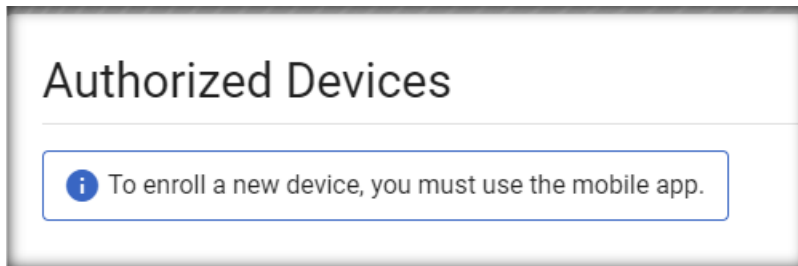 Authorized Devices
To enroll a new device, you must use the mobile app.